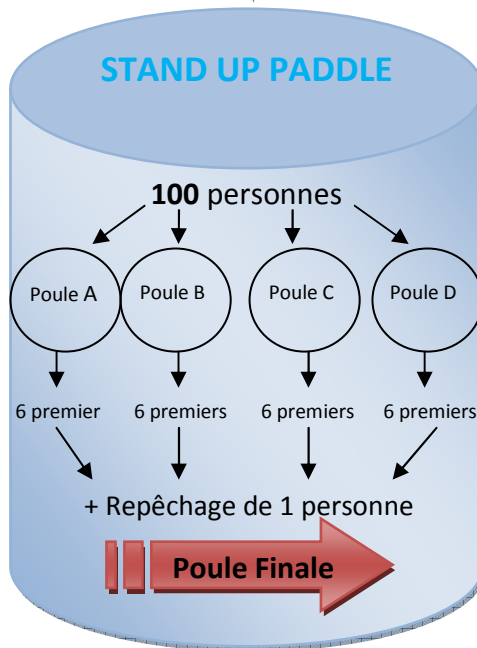 STAND UP PADDLE
100 personnes
Poule A Poule B Poule C Poule D
6 premier 6 premiers 6 premiers 6 premiers
+ Repêchage de 1 personne
Poule Finale